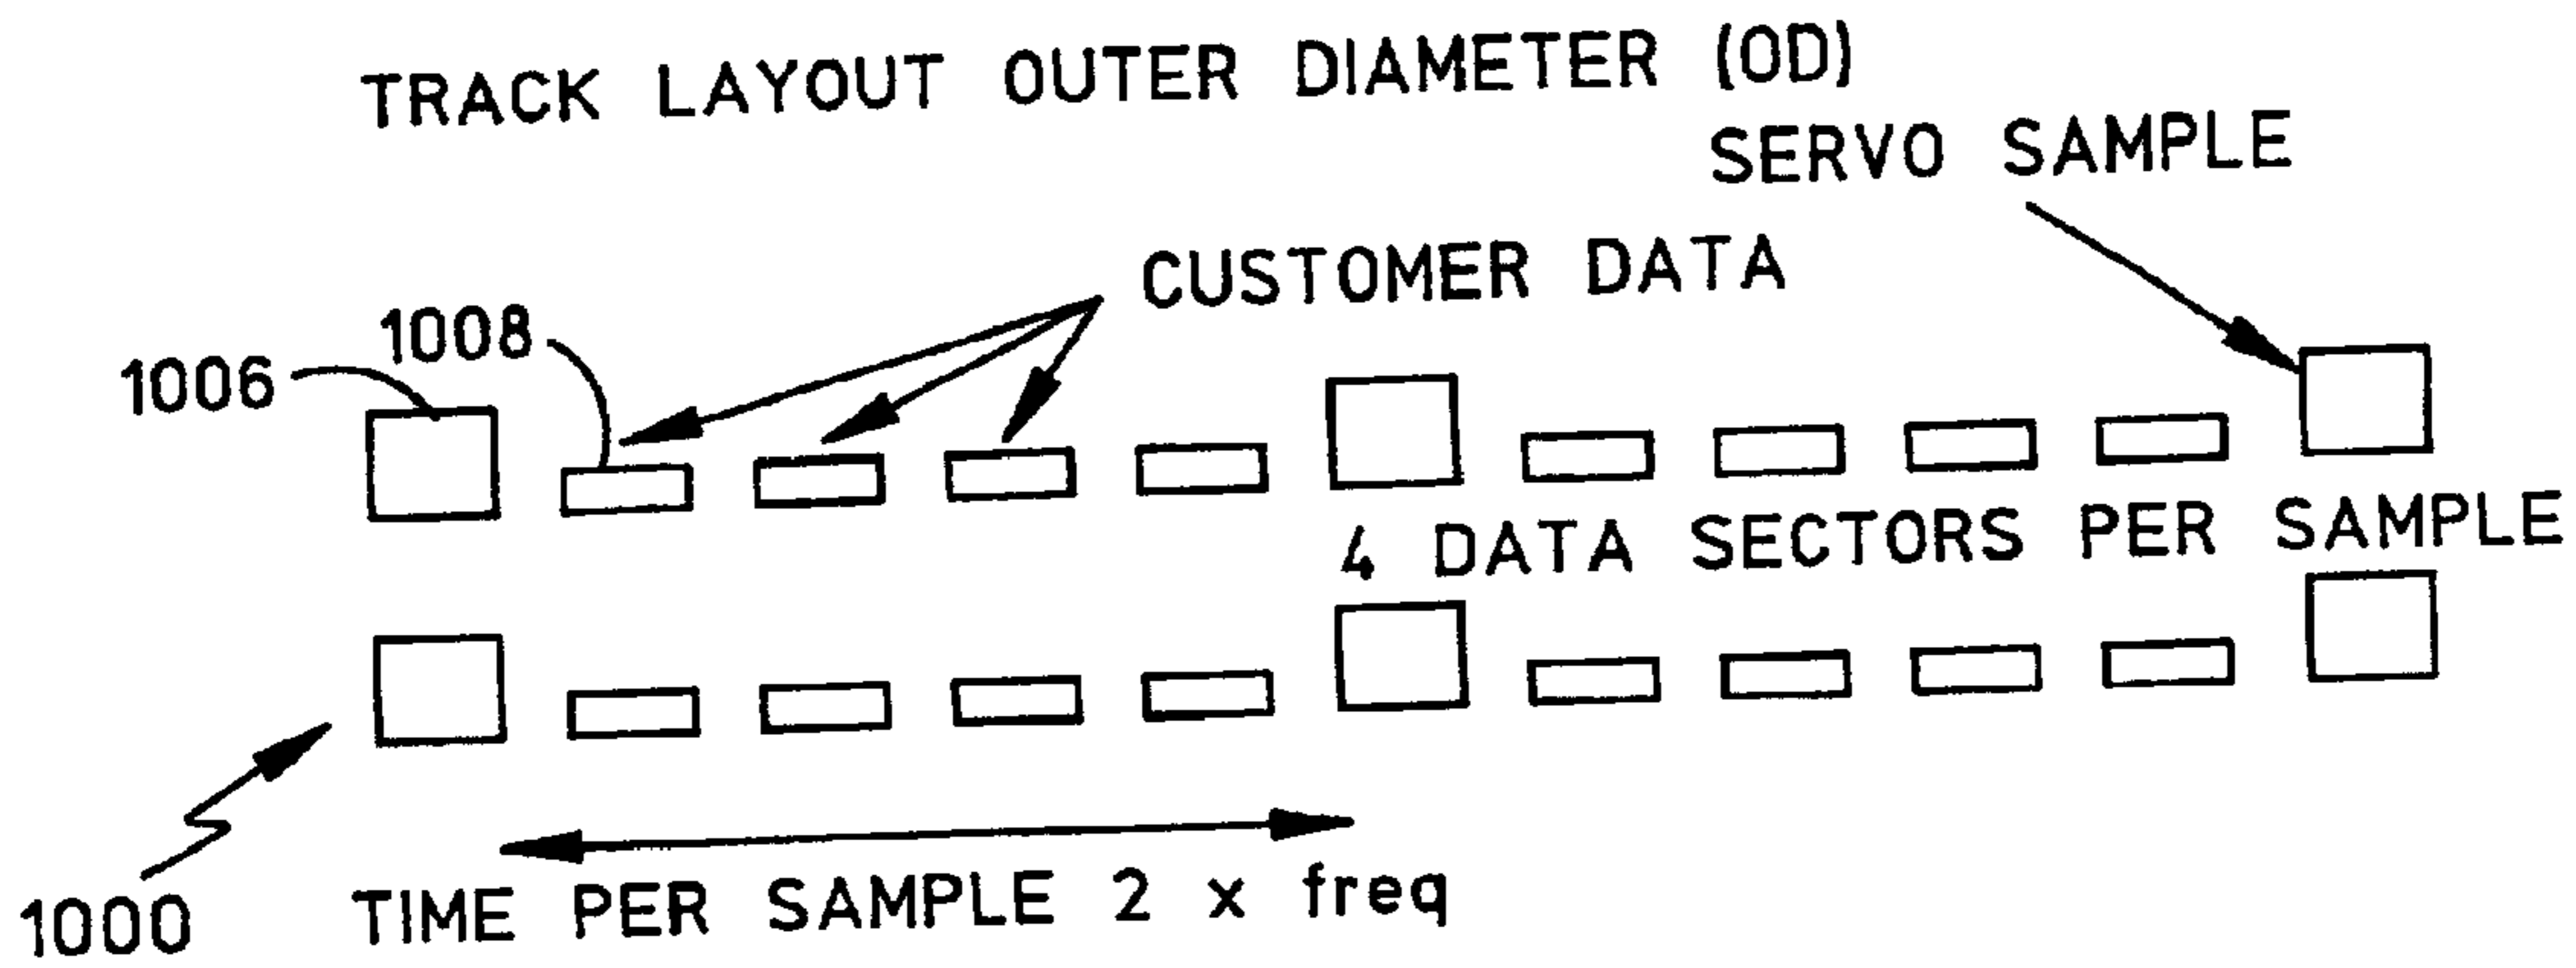 TRACK LAYOUT OUTER DIAMETER (OD)
SERVO SAMPLE
CUSTOMER DATA
1008
1006
4 DATA SECTORS PER SAMPLE
TIME PER SAMPLE 2 x freq
1000